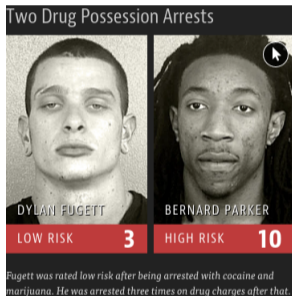 Two Drug Possession Arrests
DYLAN FUGETT
BERNARD PARKER
LOW RISK 3
HIGH RISK 10
Fugett was rated low risk after being arrested with cocaine and
marijuana. He was arrested three times on drug charges after that.